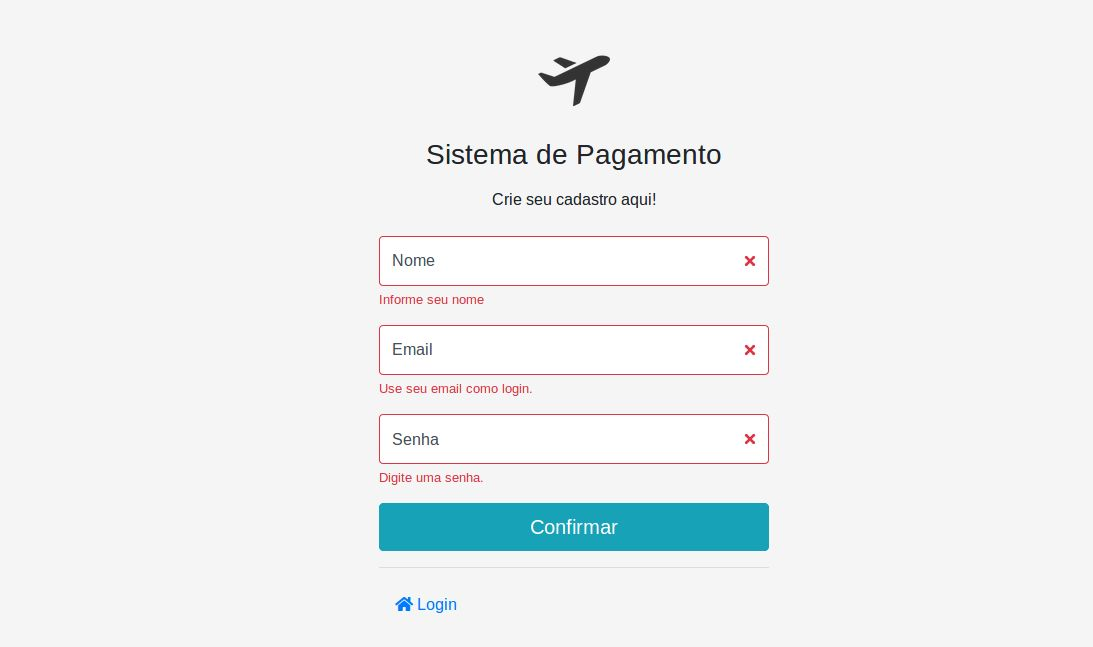 Sistema de Pagamento
Crie seu cadastro aqui!
Nome
Informe seu nome
Email
Use seu email como login.
Senha
Digite uma senha.
Confirmar
Login